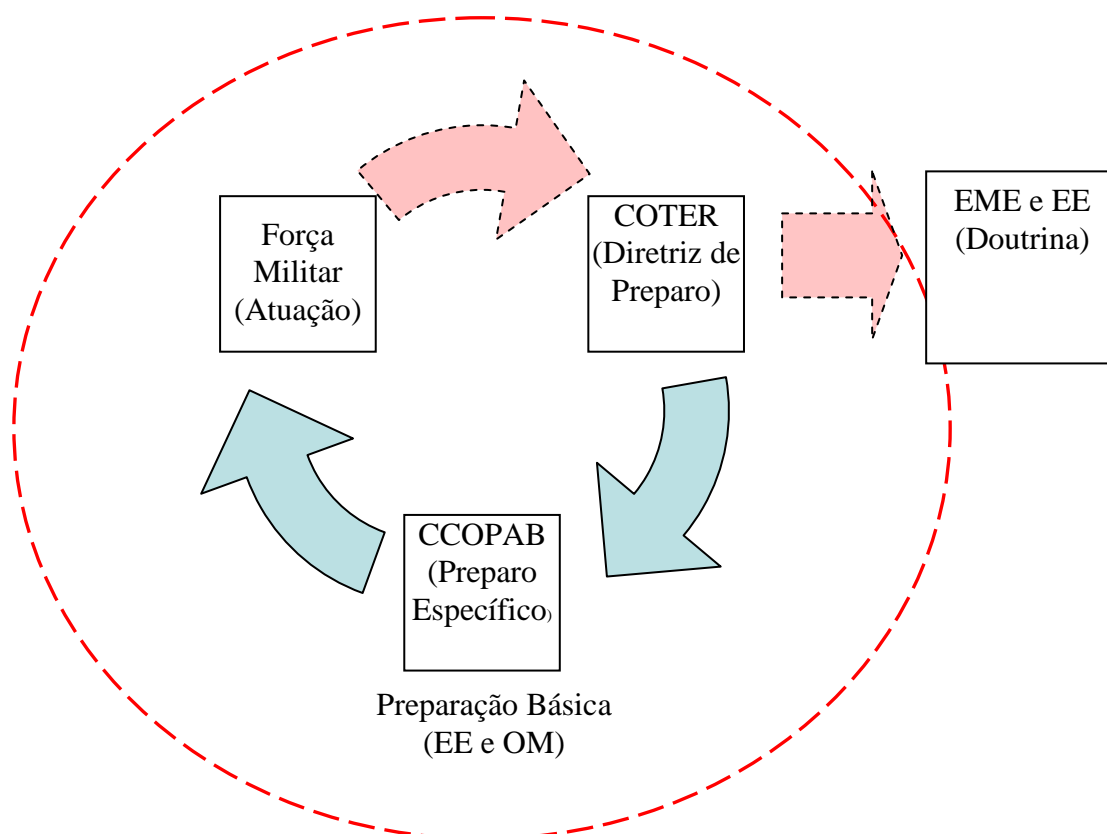 Força
Militar
(Atuação)
COTER
(Diretriz de
Preparo)
EME e EE
(Doutrina)
CCOPAB
(Preparo
Específico)
Preparação Básica
(EE e OM)